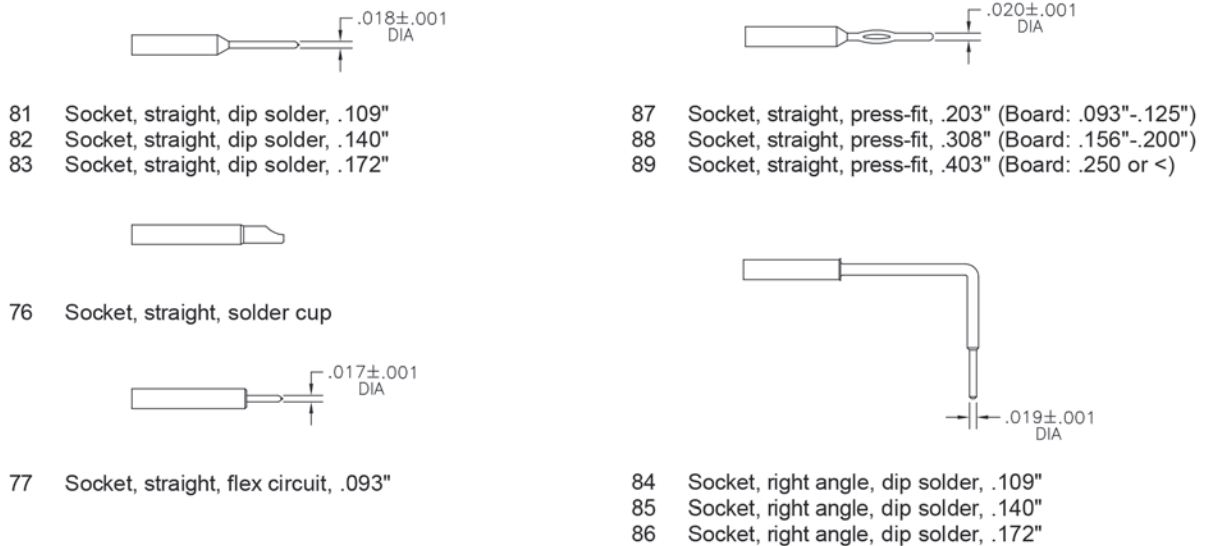 .018±.001
DIA
81 Socket, straight, dip solder, .109"
82 Socket, straight, dip solder, .140"
83 Socket, straight, dip solder, .172"
76 Socket, straight, solder cup
.017±.001
DIA
77 Socket, straight, flex circuit, .093"
.020±.001
DIA
87 Socket, straight, press-fit, .203" (Board: .093"-.125")
88 Socket, straight, press-fit, .308" (Board: .156"-.200")
89 Socket, straight, press-fit, .403" (Board: .250 or <)
.019±.001
DIA
84 Socket, right angle, dip solder, .109"
85 Socket, right angle, dip solder, .140"
86 Socket, right angle, dip solder, .172"